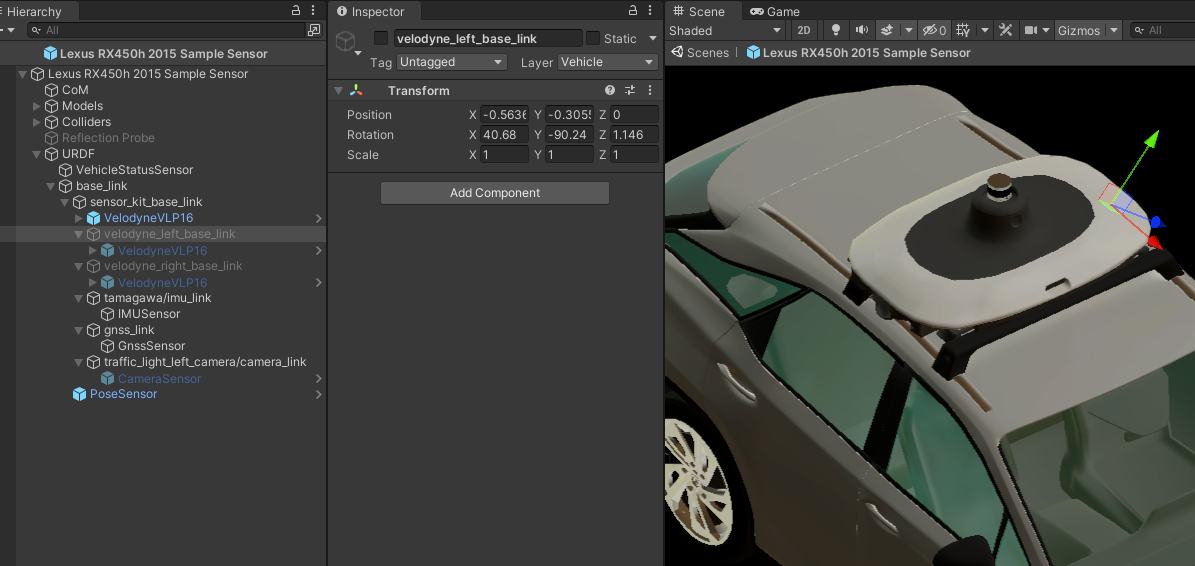 Hierarchy
All
Lexus RX450h 2015 Sample Sensor
Lexus RX450h 2015 Sample Sensor
CoM
Models
Colliders
Reflection Probe
URDF
VehicleStatusSensor
base_link
sensor_kit_base_link
VelodyneVLP16
velodyne_left_base_link
VelodyneVLP16
velodyne_right_base_link
VelodyneVLP16
tamagawa/imu_link
IMUSensor
gnss_link
GnssSensor
traffic_light_left_camera/camera_link
CameraSensor
PoseSensor
Inspector
velodyne_left_base_link Static
Tag Untagged Layer Vehicle
Transform
Position X -0.5636 Y -0.3055 Z 0
Rotation X 40.68 Y -90.24 Z 1.146
Scale X 1 Y 1 Z 1
Add Component
Scene Game
Shaded 2D 0 Gizmos All
Scenes Lexus RX450h 2015 Sample Sensor